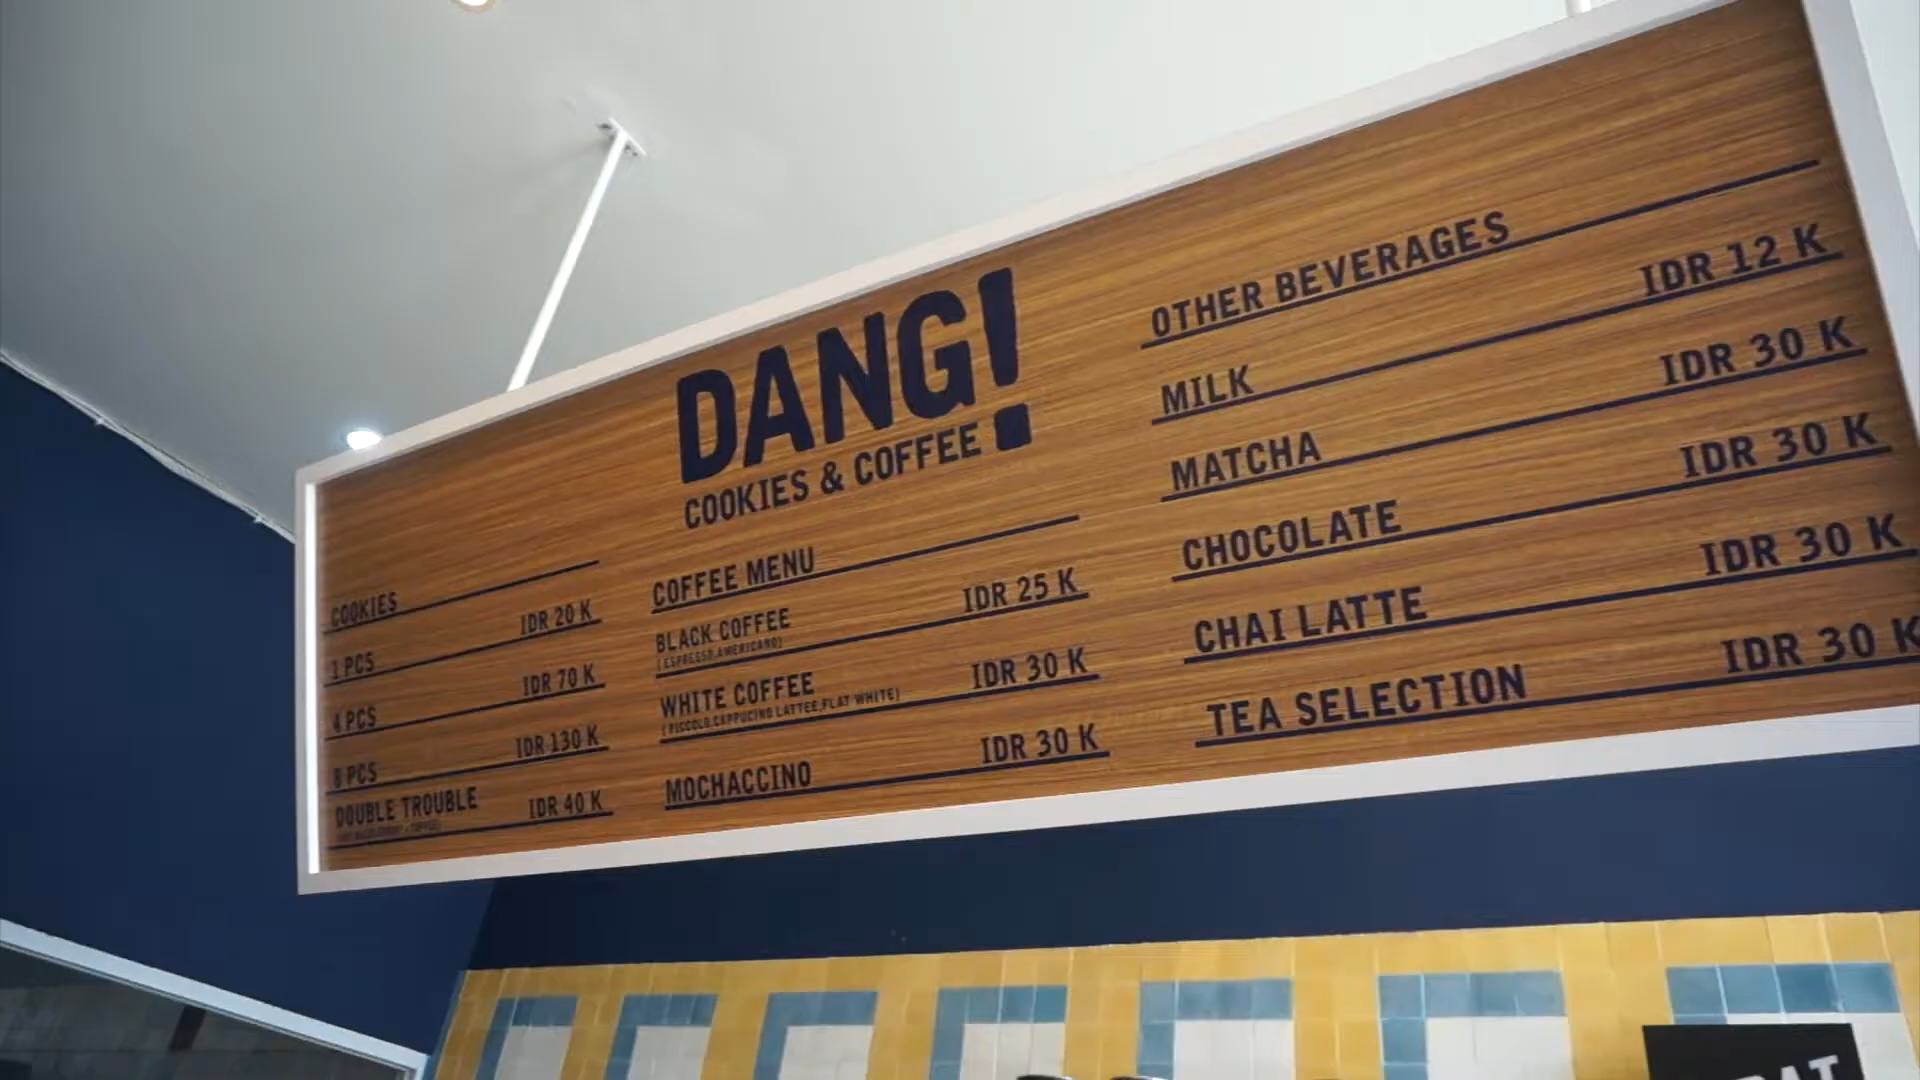 DANG!
COOKIES & COFFEE
COOKIES
1 PCS IDR 20 K
4 PCS IDR 70 K
8 PCS IDR 130 K
DOUBLE TROUBLE IDR 40 K
COFFEE MENU
BLACK COFFEE IDR 25 K
(ESPRESSO,AMERICANO)
WHITE COFFEE IDR 30 K
(PICCOLO,CAPPUCINO LATTEE,FLAT WHITE)
MOCHACCINO IDR 30 K
OTHER BEVERAGES
MILK IDR 12 K
MATCHA IDR 30 K
CHOCOLATE IDR 30 K
CHAI LATTE IDR 30 K
TEA SELECTION IDR 30 K